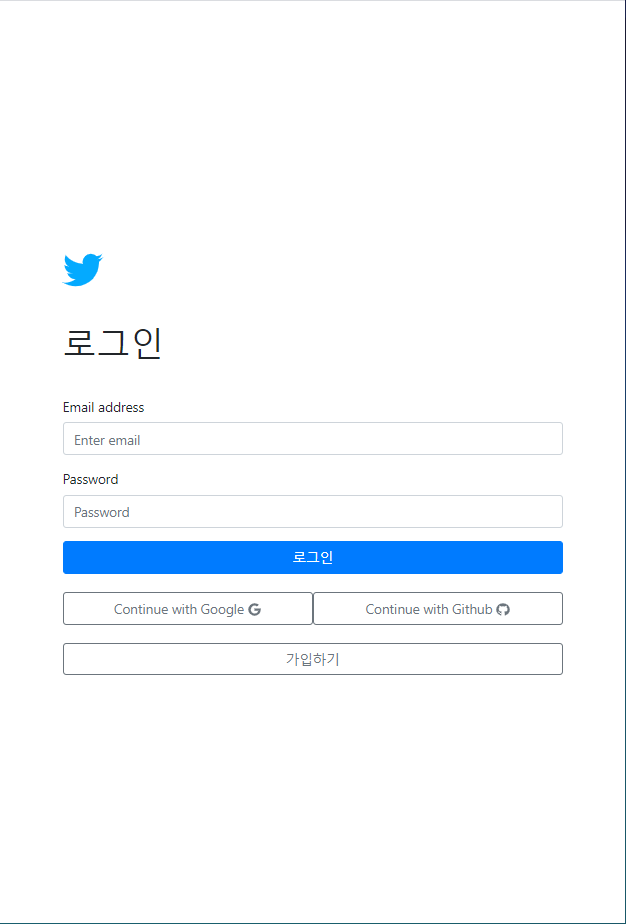 로그인
Email address
Enter email
Password
Password
로그인
Continue with Google
Continue with Github
가입하기